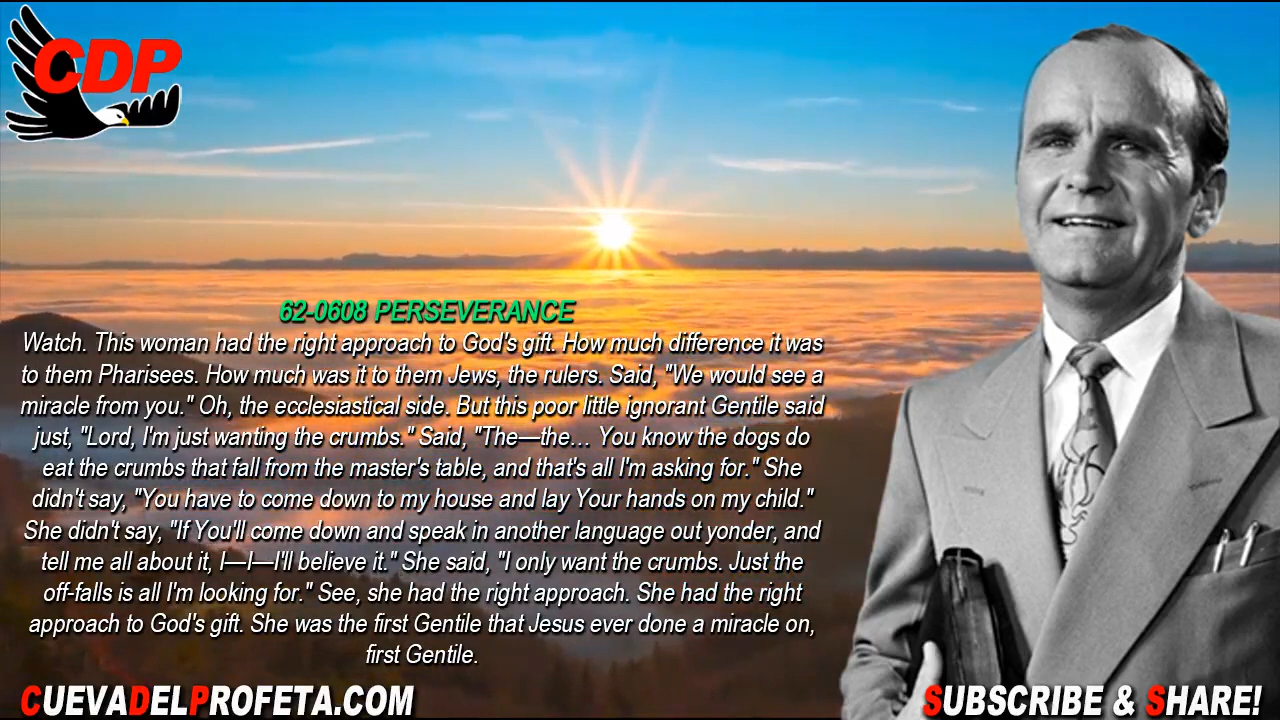 CDP
62-0608 PERSEVERANCE
Watch. This woman had the right approach to God's gift. How much difference it was
to them Pharisees. How much was it to them Jews, the rulers. Said, "We would see a
miracle from you." Oh, the ecclesiastical side. But this poor little ignorant Gentile said
just, "Lord, I'm just wanting the crumbs." Said, "The—the… You know the dogs do
eat the crumbs that fall from the master's table, and that's all I'm asking for." She
didn't say, "You have to come down to my house and lay Your hands on my child."
She didn't say, "If You'll come down and speak in another language out yonder, and
tell me all about it, I—I—I'll believe it." She said, "I only want the crumbs. Just the
off-falls is all I'm looking for." See, she had the right approach. She had the right
approach to God's gift. She was the first Gentile that Jesus ever done a miracle on,
first Gentile.
CUEVADELPROFETA.COM
SUBSCRIBE & SHARE!